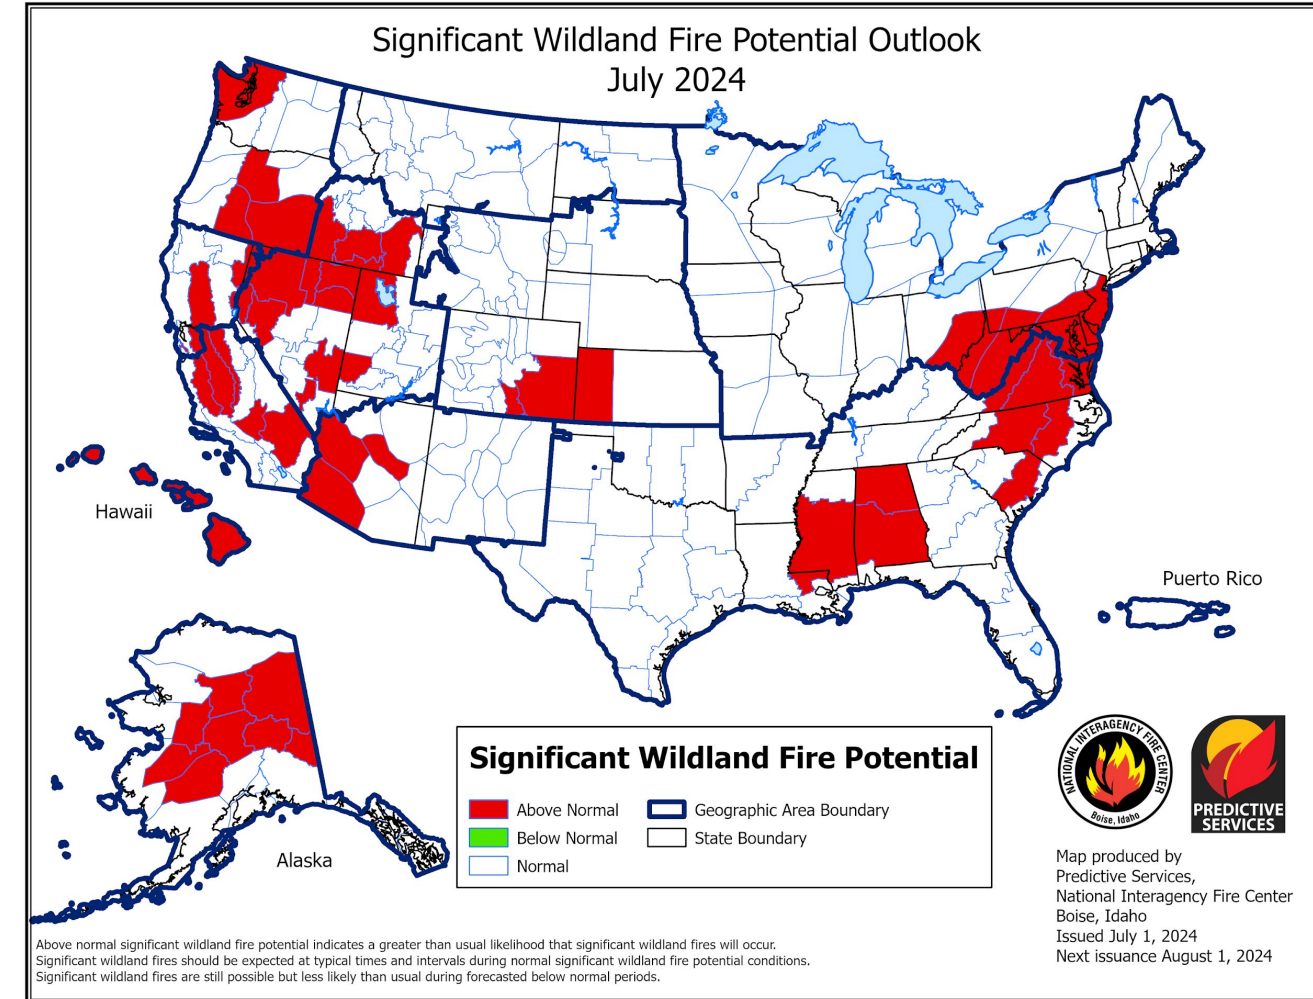 Significant Wildland Fire Potential Outlook
July 2024
Hawaii
Puerto Rico
Alaska
Significant Wildland Fire Potential
Above Normal
Below Normal
Normal
Geographic Area Boundary
State Boundary
NATIONAL INTERAGENCY FIRE CENTER
Boise, Idaho
PREDICTIVE
SERVICES
Map produced by
Predictive Services,
National Interagency Fire Center
Boise, Idaho
Issued July 1, 2024
Next issuance August 1, 2024
Above normal significant wildland fire potential indicates a greater than usual likelihood that significant wildland fires will occur.
Significant wildland fires should be expected at typical times and intervals during normal significant wildland fire potential conditions.
Significant wildland fires are still possible but less likely than usual during forecasted below normal periods.